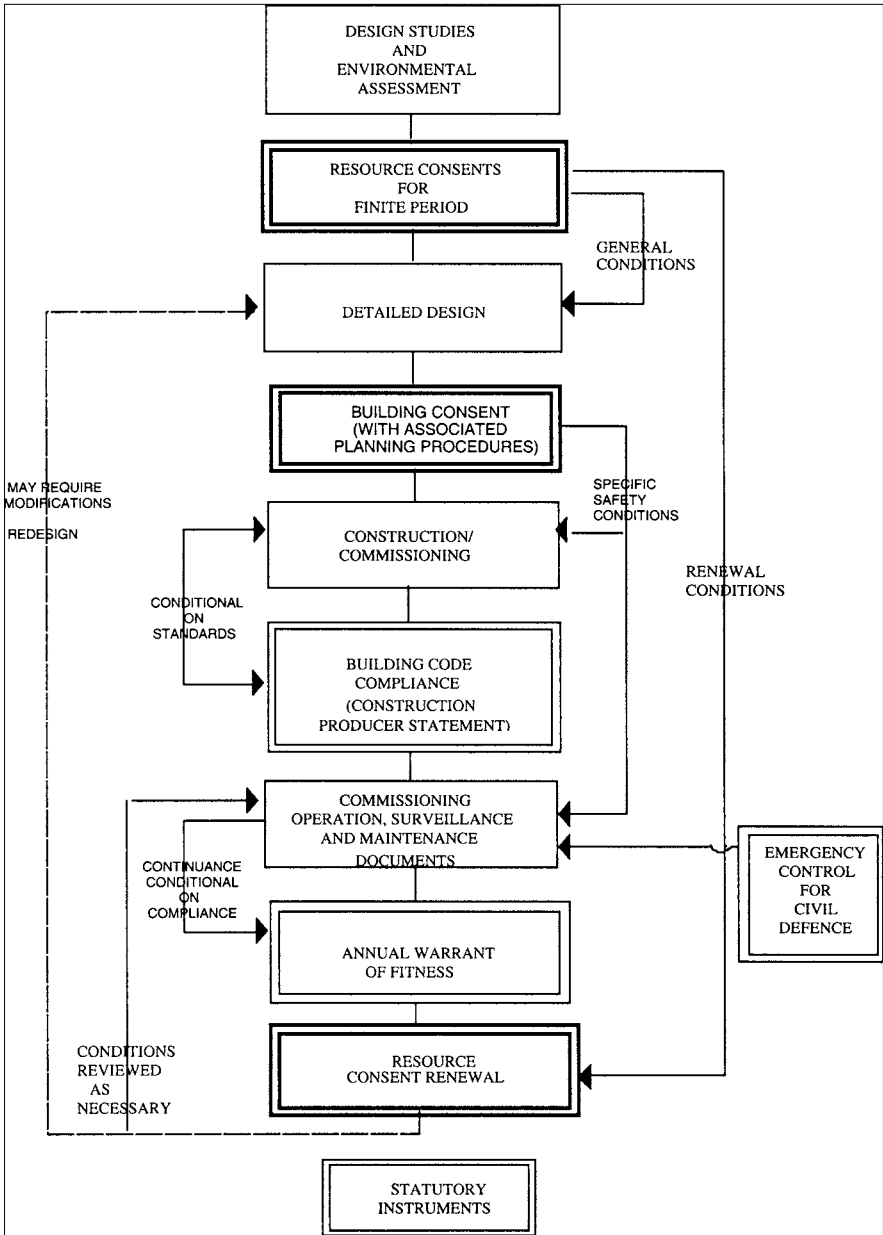 DESIGN STUDIES
AND
ENVIRONMENTAL
ASSESSMENT
RESOURCE CONSENTS
FOR
FINITE PERIOD
GENERAL
CONDITIONS
DETAILED DESIGN
BUILDING CONSENT
(WITH ASSOCIATED
PLANNING PROCEDURES)
MAY REQUIRE
MODIFICATIONS
REDESIGN
SPECIFIC
SAFETY
CONDITIONS
CONSTRUCTION/
COMMISSIONING
RENEWAL
CONDITIONS
CONDITIONAL
ON
STANDARDS
BUILDING CODE
COMPLIANCE
(CONSTRUCTION
PRODUCER STATEMENT)
COMMISSIONING
OPERATION, SURVEILLANCE
AND MAINTENANCE
DOCUMENTS
CONTINUANCE
CONDITIONAL
ON
COMPLIANCE
EMERGENCY
CONTROL
FOR
CIVIL
DEFENCE
ANNUAL WARRANT
OF FITNESS
CONDITIONS
REVIEWED
AS
NECESSARY
RESOURCE
CONSENT RENEWAL
STATUTORY
INSTRUMENTS